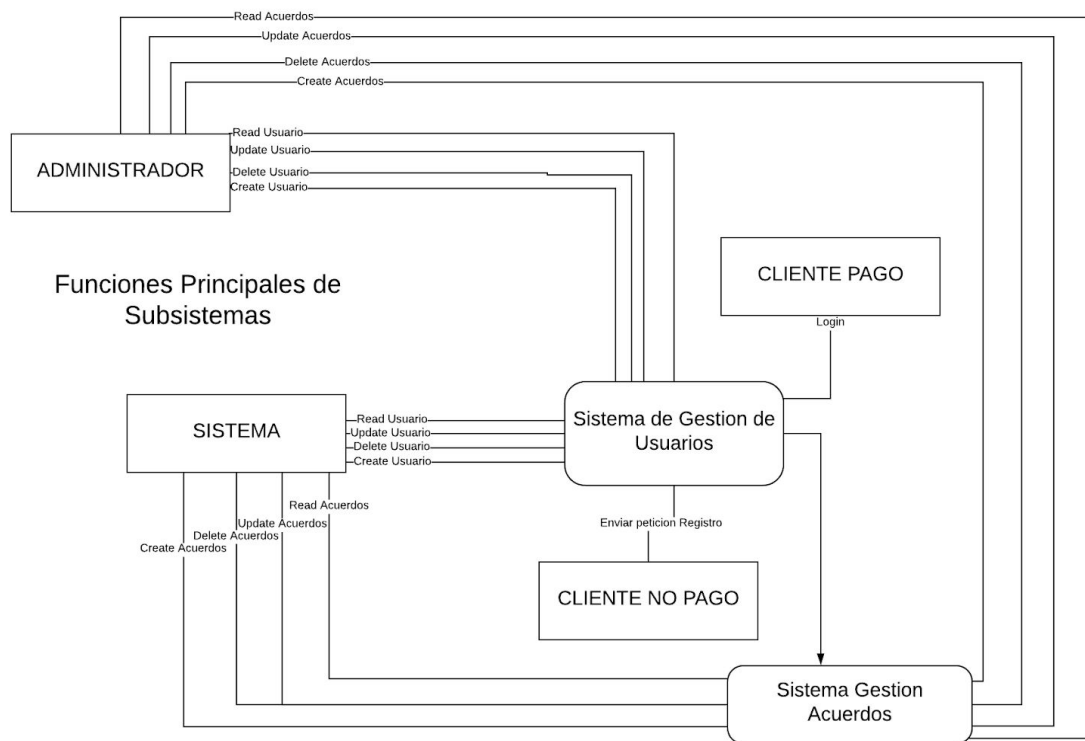 Read Acuerdos
Update Acuerdos
Delete Acuerdos
Create Acuerdos
Read Usuario
Update Usuario
Delete Usuario
Create Usuario
ADMINISTRADOR
Funciones Principales de
Subsistemas
CLIENTE PAGO
Login
SISTEMA
Read Usuario
Update Usuario
Delete Usuario
Create Usuario
Sistema de Gestion de
Usuarios
Read Acuerdos
Update Acuerdos
Delete Acuerdos
Create Acuerdos
Enviar peticion Registro
CLIENTE NO PAGO
Sistema Gestion
Acuerdos